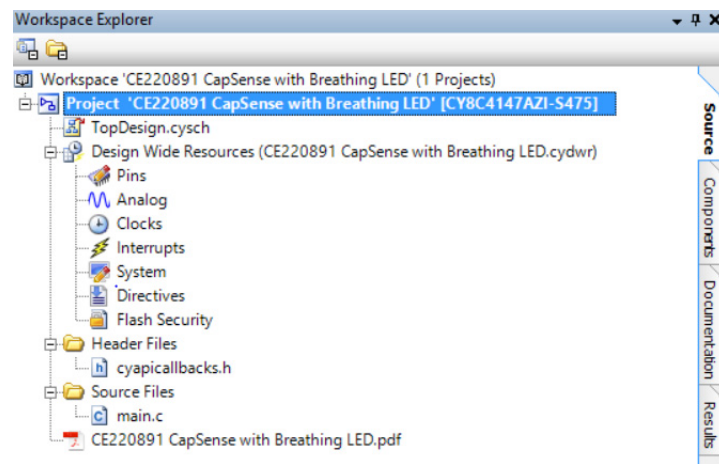 Workspace Explorer
Workspace 'CE220891 CapSense with Breathing LED' (1 Projects)
Project 'CE220891 CapSense with Breathing LED' [CY8C4147AZI-S475]
TopDesign.cysch
Design Wide Resources (CE220891 CapSense with Breathing LED.cydwr)
Pins
Analog
Clocks
Interrupts
System
Directives
Flash Security
Header Files
h cyapicallbacks.h
Source Files
c main.c
CE220891 CapSense with Breathing LED.pdf
Source
Components
Documentation
Results